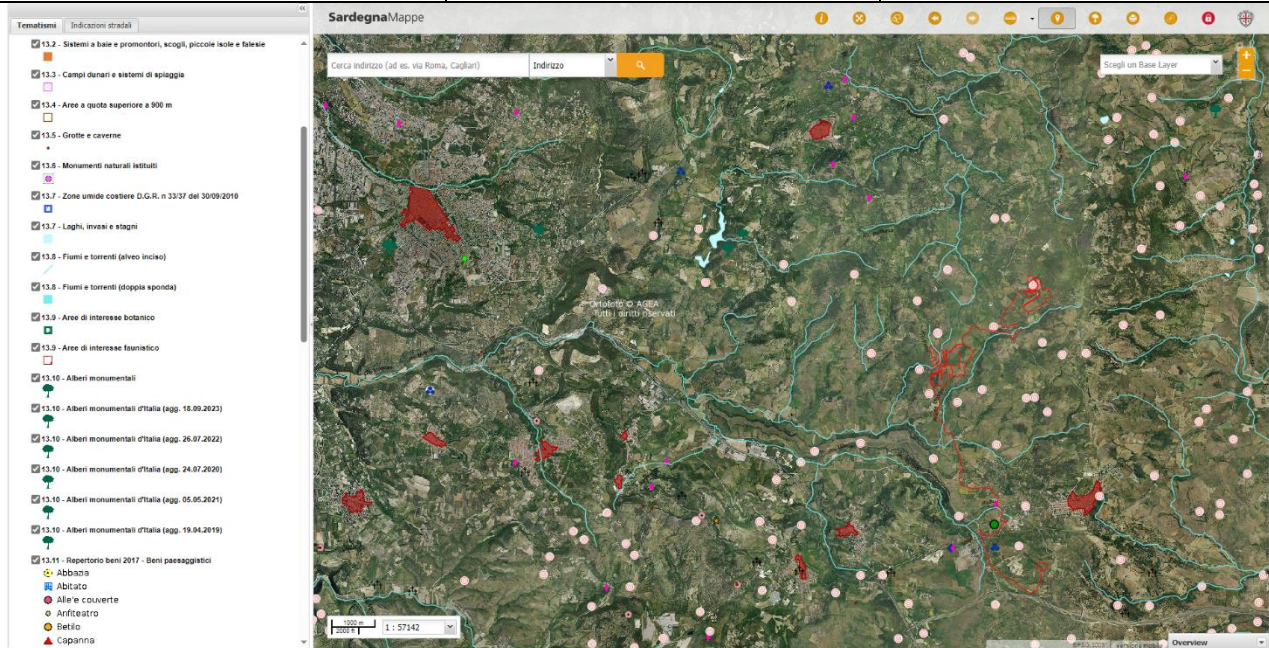 SardegnaMappe
Tematismi
Indicazioni stradali
13.2 - Sistemi a baie e promontori, scogli, piccole isole e falesie
13.3 - Campi dunari e sistemi di spiaggia
13.4 - Aree a quota superiore a 900 m
13.5 - Grotte e caverne
13.6 - Monumenti naturali istituiti
13.7 - Zone umide costiere D.G.R. n 33/37 del 30/09/2010
13.7 - Laghi, invasi e stagni
13.8 - Fiumi e torrenti (alveo inciso)
13.8 - Fiumi e torrenti (doppia sponda)
13.9 - Aree di interesse botanico
13.9 - Aree di interesse faunistico
13.10 - Alberi monumentali
13.10 - Alberi monumentali d'Italia (agg. 18.09.2023)
13.10 - Alberi monumentali d'Italia (agg. 26.07.2022)
13.10 - Alberi monumentali d'Italia (agg. 24.07.2020)
13.10 - Alberi monumentali d'Italia (agg. 05.05.2021)
13.10 - Alberi monumentali d'Italia (agg. 19.04.2019)
13.11 - Repertorio beni 2017 - Beni paesaggistici
Abbazia
Abitato
Alle'e couverte
Anfiteatro
Betilo
Capanna
Cerca indirizzo (ad es. via Roma, Cagliari)
Indirizzo
Scegli un Base Layer
Ortofoto © AGEA
Tutti i diritti riservati
1000 m
2000 ft
1 : 57142
Overview